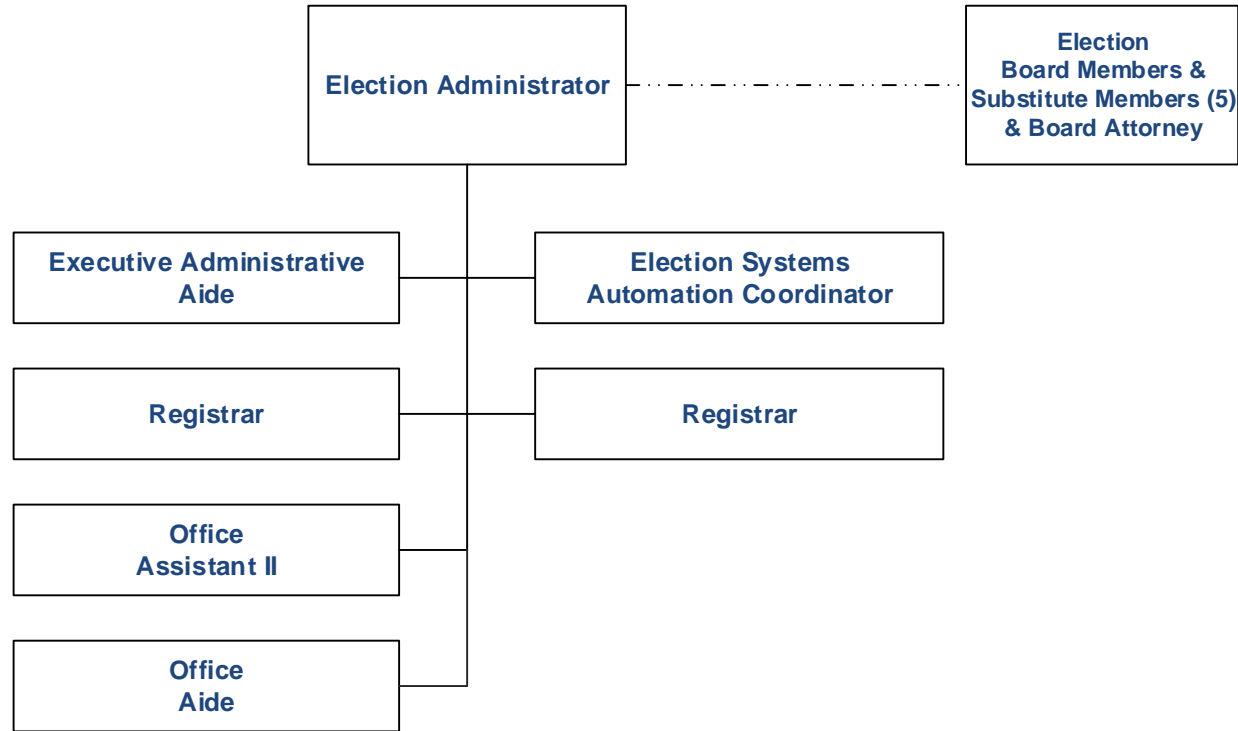 Election Administrator
Election
Board Members &
Substitute Members (5)
& Board Attorney
Executive Administrative
Aide
Election Systems
Automation Coordinator
Registrar
Registrar
Office
Assistant II
Office
Aide